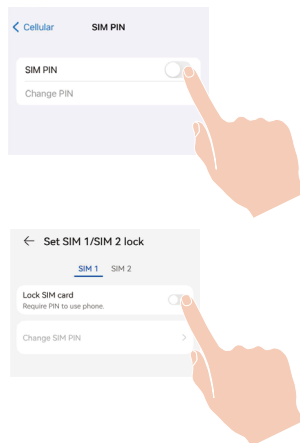 Cellular SIM PIN
SIM PIN
Change PIN
Set SIM 1/SIM 2 lock
SIM 1 SIM 2
Lock SIM card
Require PIN to use phone.
Change SIM PIN